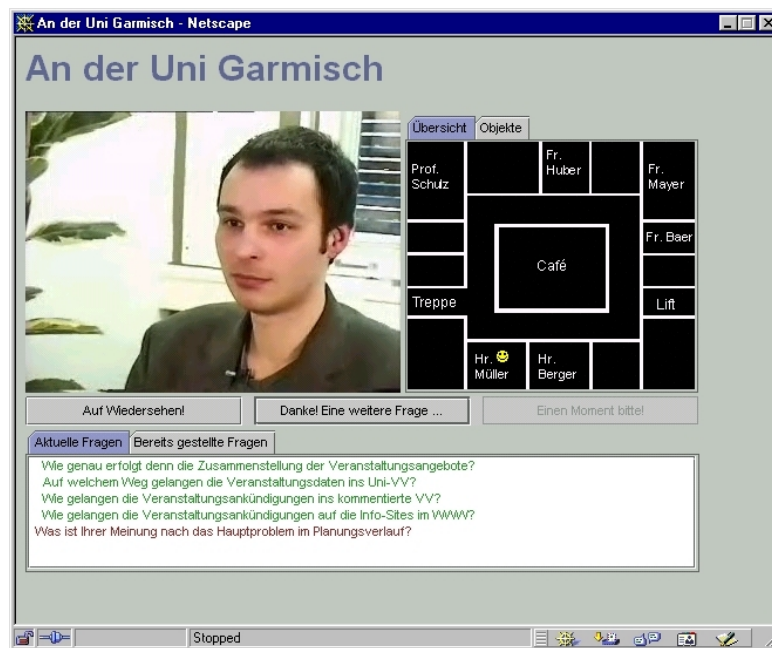 An der Uni Garmisch - Netscape
An der Uni Garmisch
Übersicht Objekte
Prof. Schulz
Fr. Huber
Fr. Mayer
Fr. Baer
Café
Treppe
Lift
Hr. Müller
Hr. Berger
Auf Wiedersehen! Danke! Eine weitere Frage ... Einen Moment bitte!
Aktuelle Fragen Bereits gestellte Fragen
Wie genau erfolgt denn die Zusammenstellung der Veranstaltungsangebote?
Auf welchem Weg gelangen die Veranstaltungsdaten ins Uni-VV?
Wie gelangen die Veranstaltungsankündigungen ins kommentierte VV?
Wie gelangen die Veranstaltungsankündigungen auf die Info-Sites im WWW?
Was ist Ihrer Meinung nach das Hauptproblem im Planungsverlauf?
Stopped